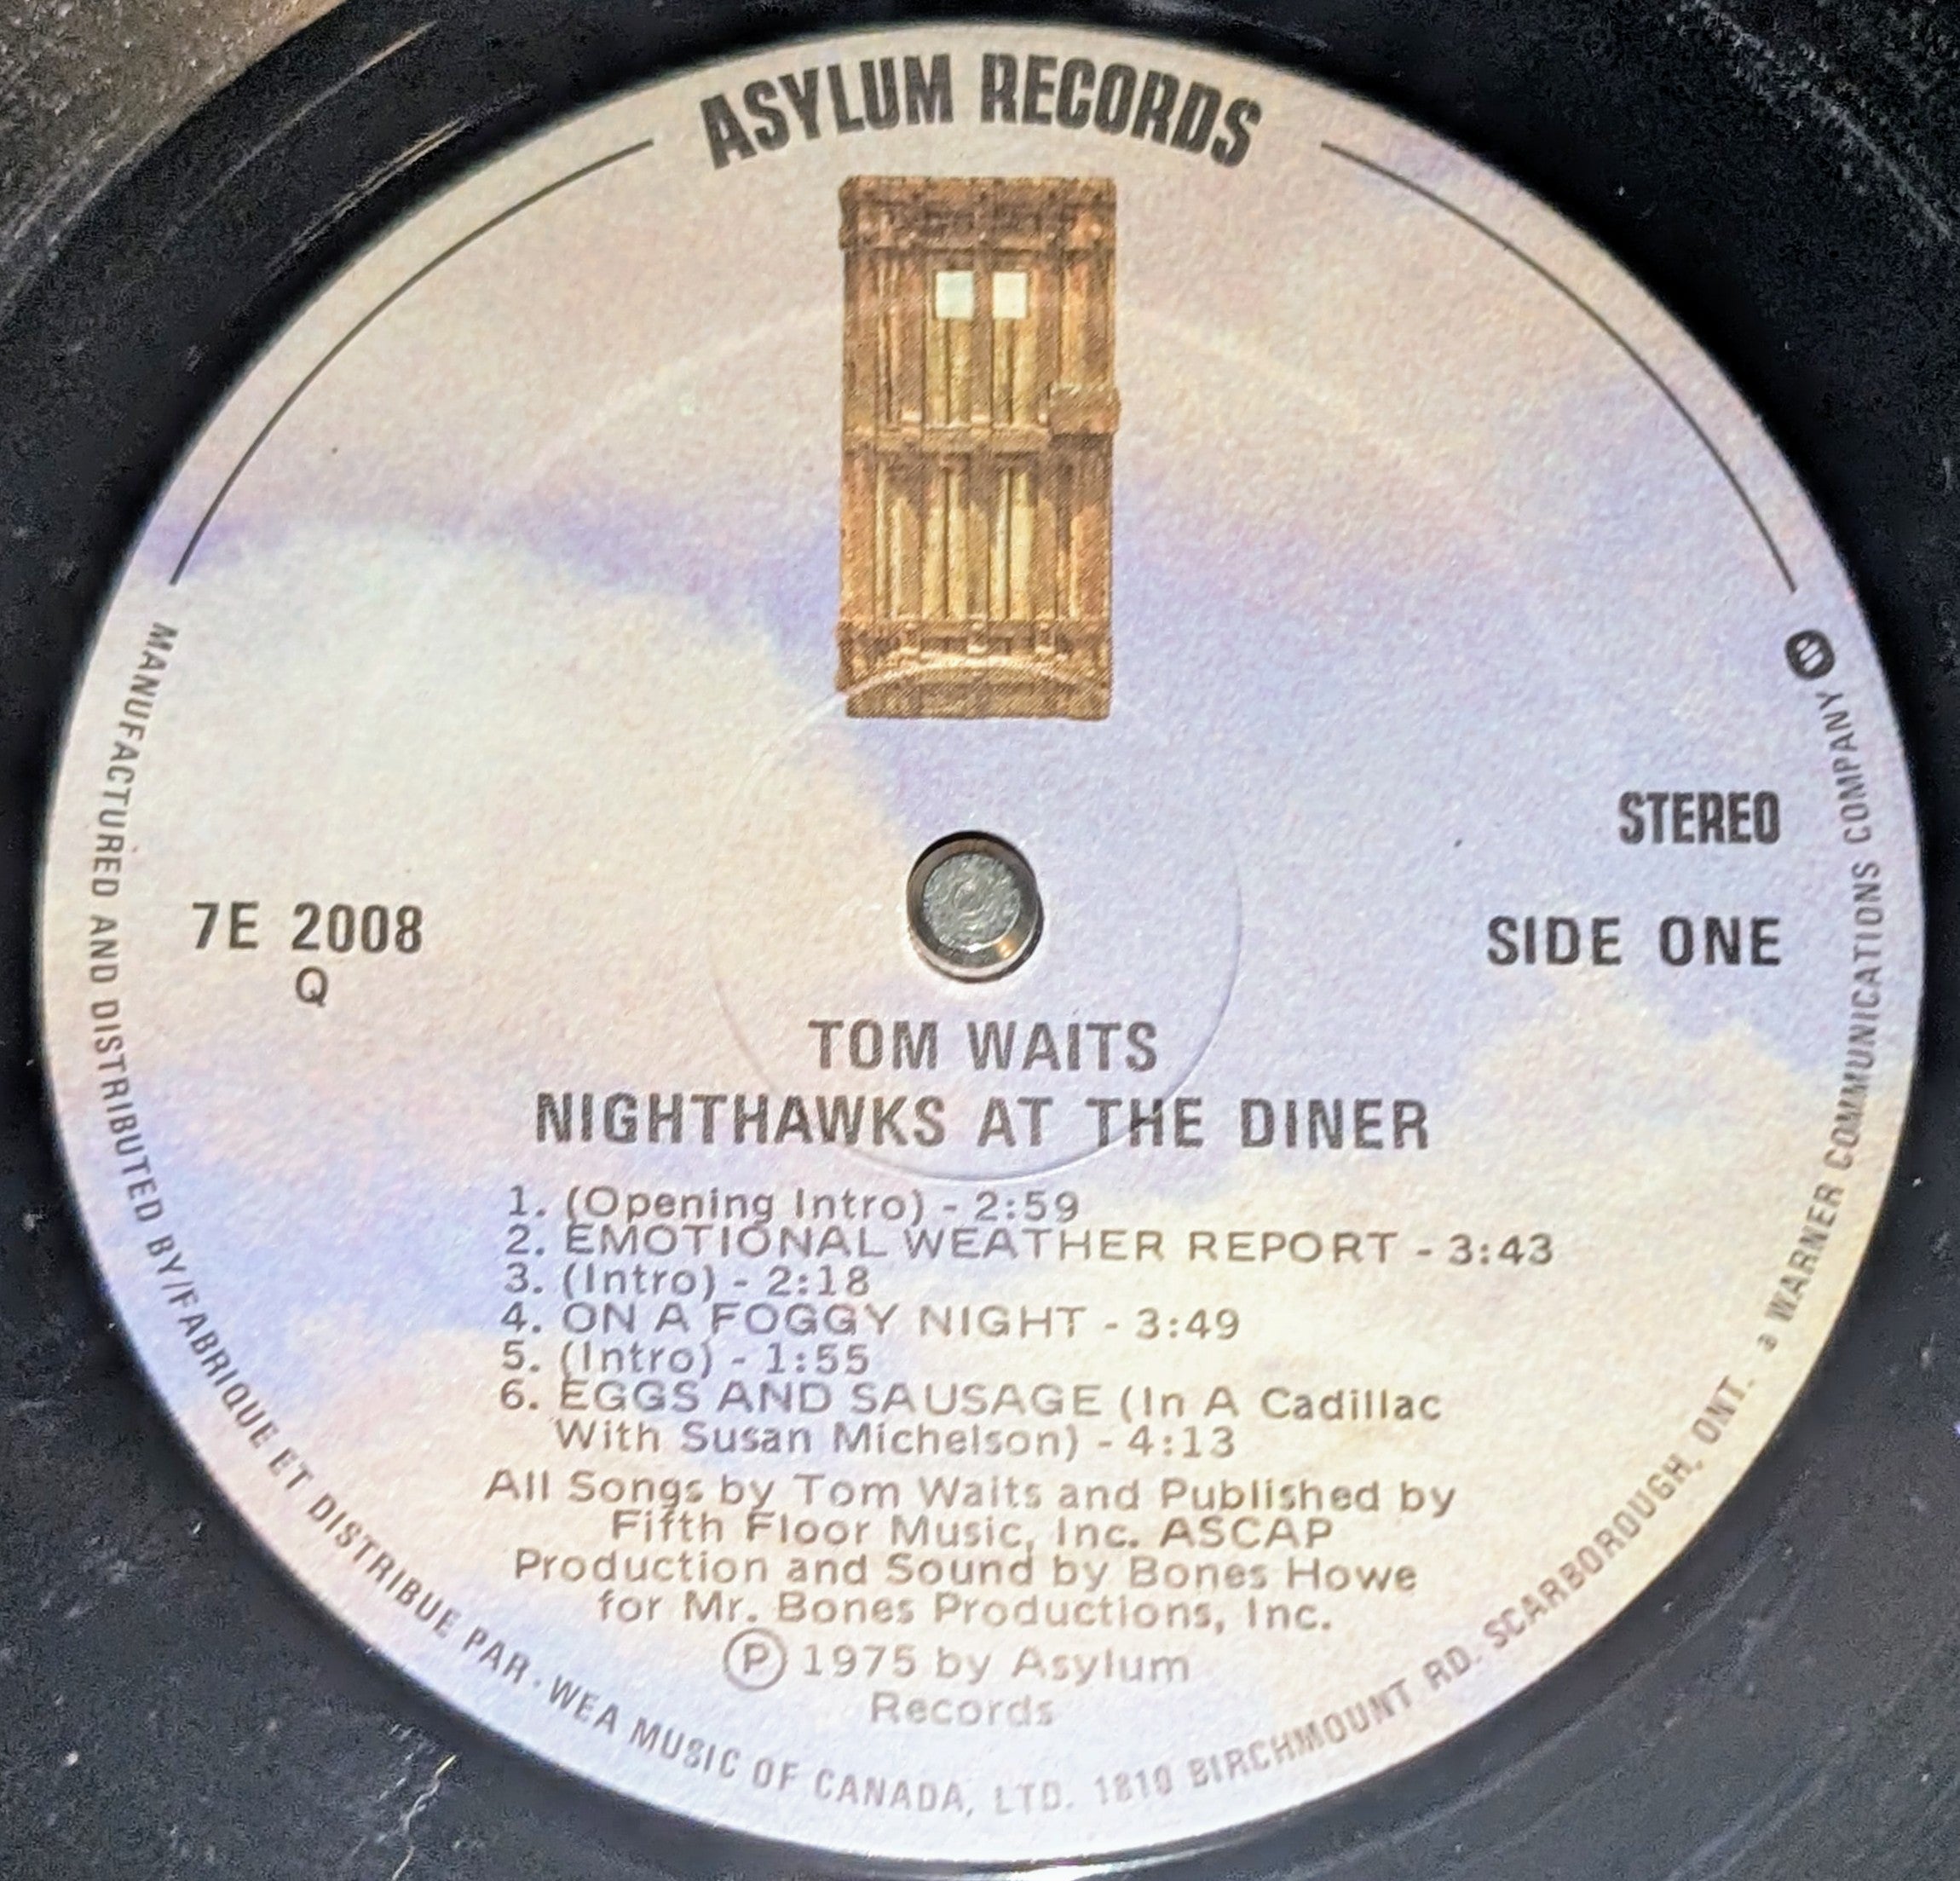 ASYLUM RECORDS
STEREO
7E 2008
Q
SIDE ONE
TOM WAITS
NIGHTHAWKS AT THE DINER
1. (Opening Intro) - 2:59
2. EMOTIONAL WEATHER REPORT - 3:43
3. (Intro) - 2:18
4. ON A FOGGY NIGHT - 3:49
5. (Intro) - 1:55
6. EGGS AND SAUSAGE (In A Cadillac
With Susan Michelson) - 4:13
All Songs by Tom Waits and Published by
Fifth Floor Music, Inc. ASCAP
Production and Sound by Bones Howe
for Mr. Bones Productions, Inc.
Ⓟ 1975 by Asylum
Records
MANUFACTURED AND DISTRIBUTED BY/FABRIQUE ET DISTRIBUE PAR · WEA MUSIC OF CANADA, LTD. 1810 BIRCHMOUNT RD. SCARBOROUGH, ONT. a WARNER COMMUNICATIONS COMPANY